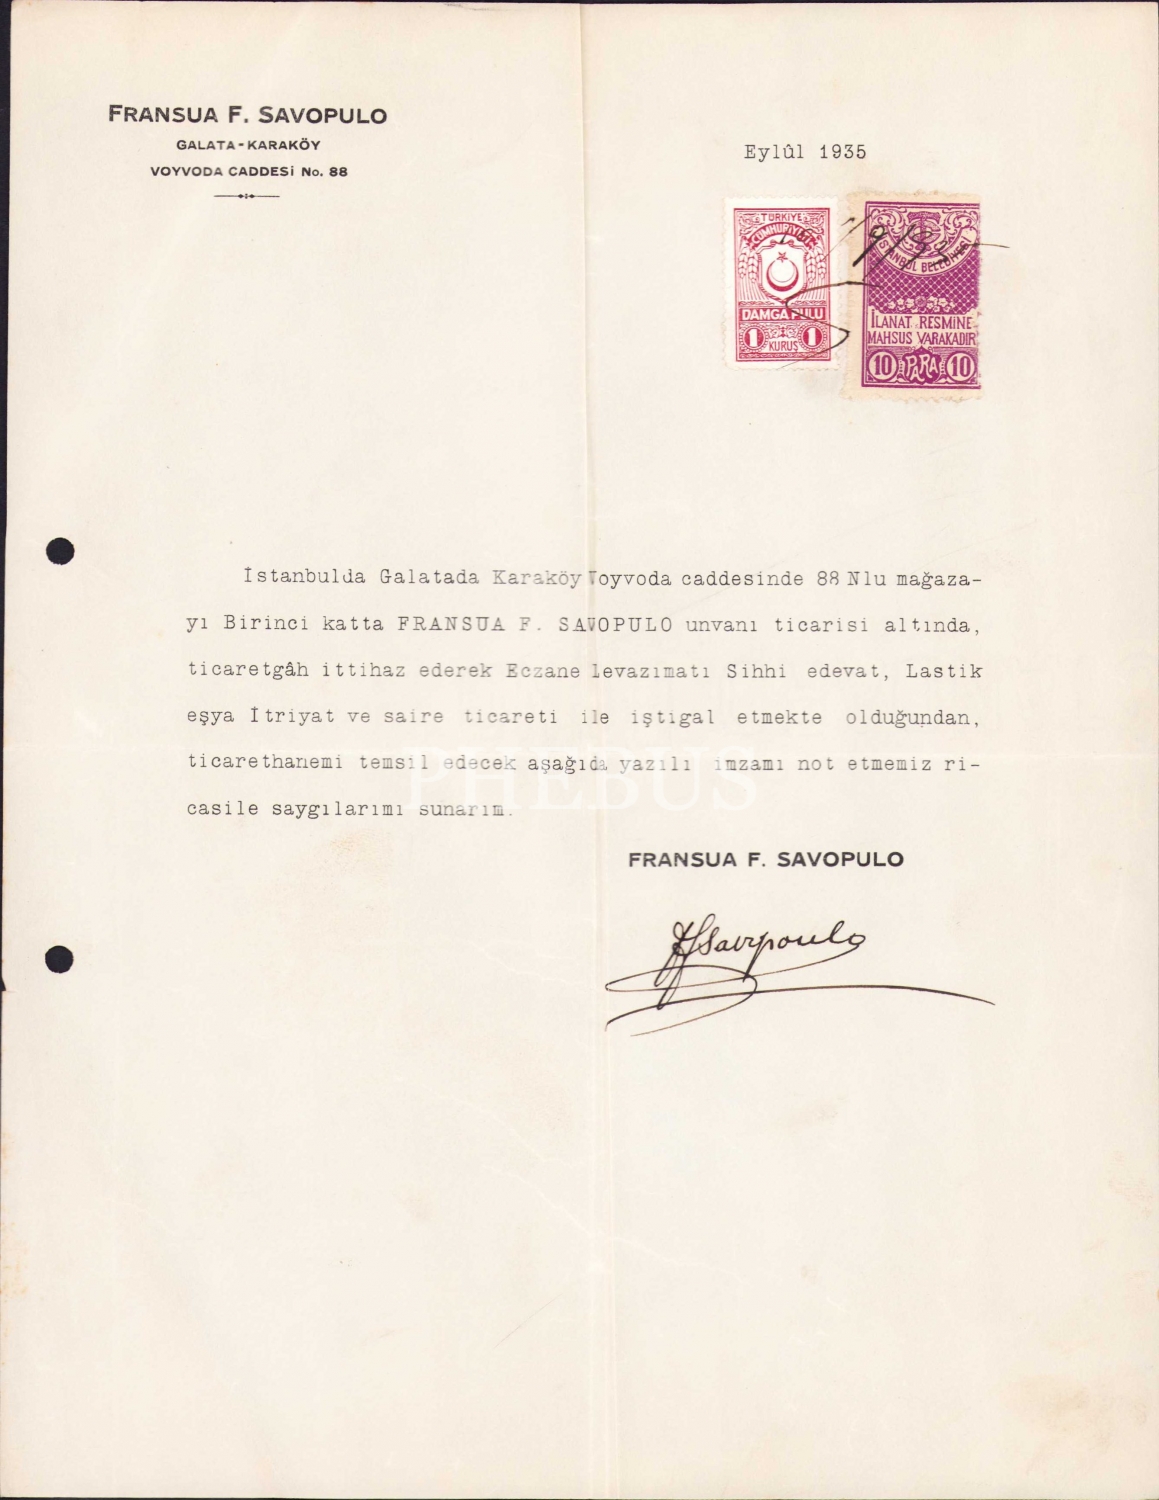 FRANSUA F. SAVOPULO
GALATA-KARAKÖY
VOYVODA CADDESİ No. 88
Eylûl 1935
TÜRKİYE
CÜMHURİYETİ
DAMGA PULU
1 KURUŞ 1
İSTANBUL BELEDİYESİ
İLANAT RESMİNE
MAHSUS VARAKADIR
10 PARA 10
İstanbulda Galatada Karaköy Voyvoda caddesinde 88 Nlu mağaza-
yı Birinci katta FRANSUA F. SAVOPULO unvanı ticarisi altında,
ticaretgâh ittihaz ederek Eczane levazımatı Sihhi edevat, Lastik
eşya İtriyat ve saire ticareti ile iştigal etmekte olduğundan,
ticarethanemi temsil edecek aşağıda yazılı imzamı not etmemiz ri-
casile saygılarımı sunarım.
PHEBUS
FRANSUA F. SAVOPULO